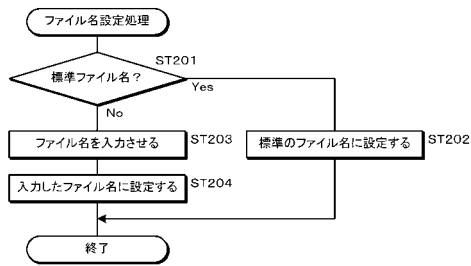 ファイル名設定処理
ST201
標準ファイル名？
Yes
No
ファイル名を入力させる
ST203
標準のファイル名に設定する
ST202
入力したファイル名に設定する
ST204
終了